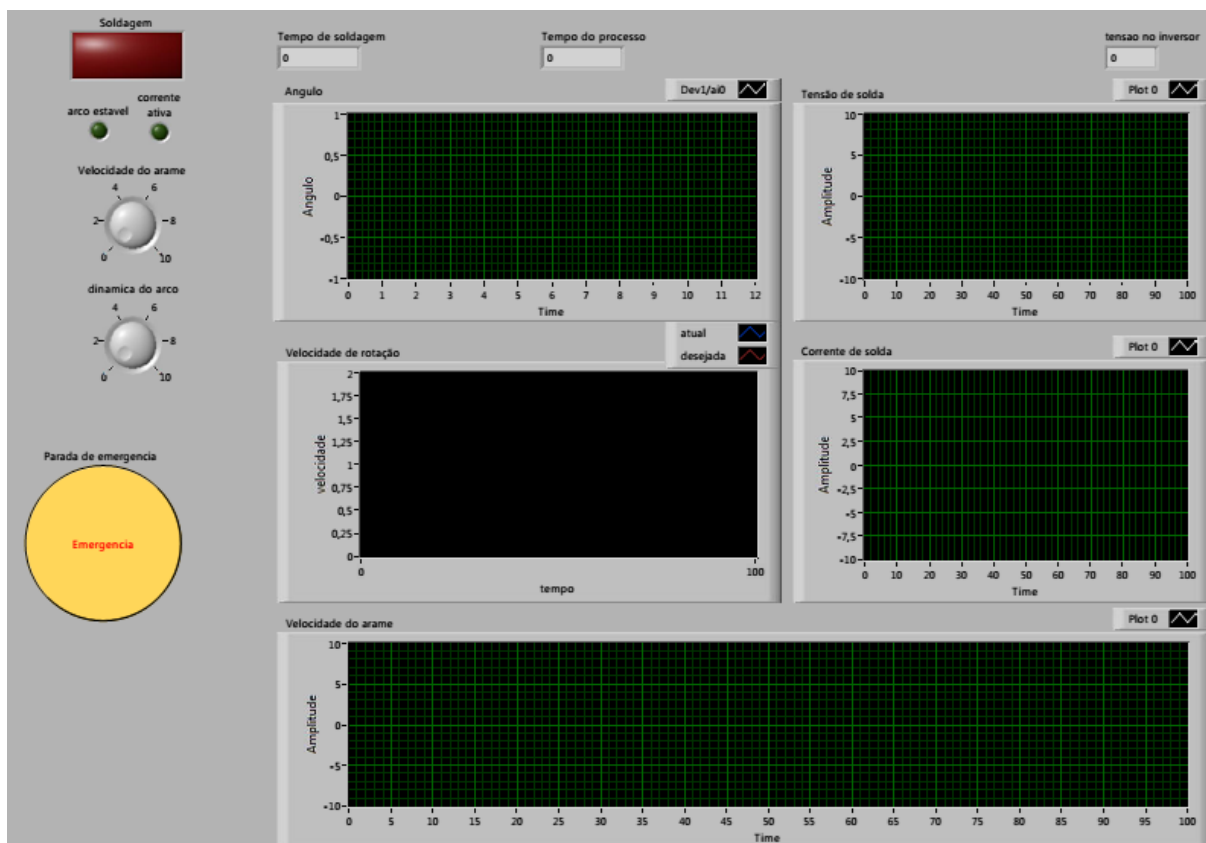 Soldagem
arco estavel
corrente
ativa
Velocidade do arame
0 2 4 6 8 10
dinamica do arco
0 2 4 6 8 10
Parada de emergencia
Emergencia
Tempo de soldagem
0
Tempo do processo
0
tensao no inversor
0
Angulo
Dev1/ai0
Angulo
1
0,5
0
-0,5
-1
0 1 2 3 4 5 6 7 8 9 10 11 12
Time
Tensão de solda
Plot 0
Amplitude
10
5
0
-5
-10
0 10 20 30 40 50 60 70 80 90 100
Time
Velocidade de rotação
atual
desejada
velocidade
2
1,75
1,5
1,25
1
0,75
0,5
0,25
0
0 100
tempo
Corrente de solda
Plot 0
Amplitude
10
7,5
5
2,5
0
-2,5
-5
-7,5
-10
0 10 20 30 40 50 60 70 80 90 100
Time
Velocidade do arame
Plot 0
Amplitude
10
5
0
-5
-10
0 5 10 15 20 25 30 35 40 45 50 55 60 65 70 75 80 85 90 95 100
Time